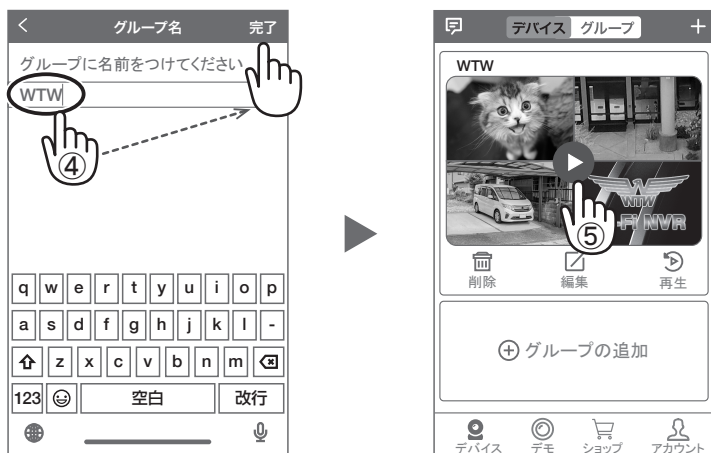 グループ名
完了
グループに名前をつけてください
WTW
④
q w e r t y u i o p
a s d f g h j k l -
z x c v b n m
123 空白 改行
デバイス グループ
WTW
WTW
-Fi NVR
⑤
削除 編集 再生
グループの追加
デバイス デモ ショップ アカウント